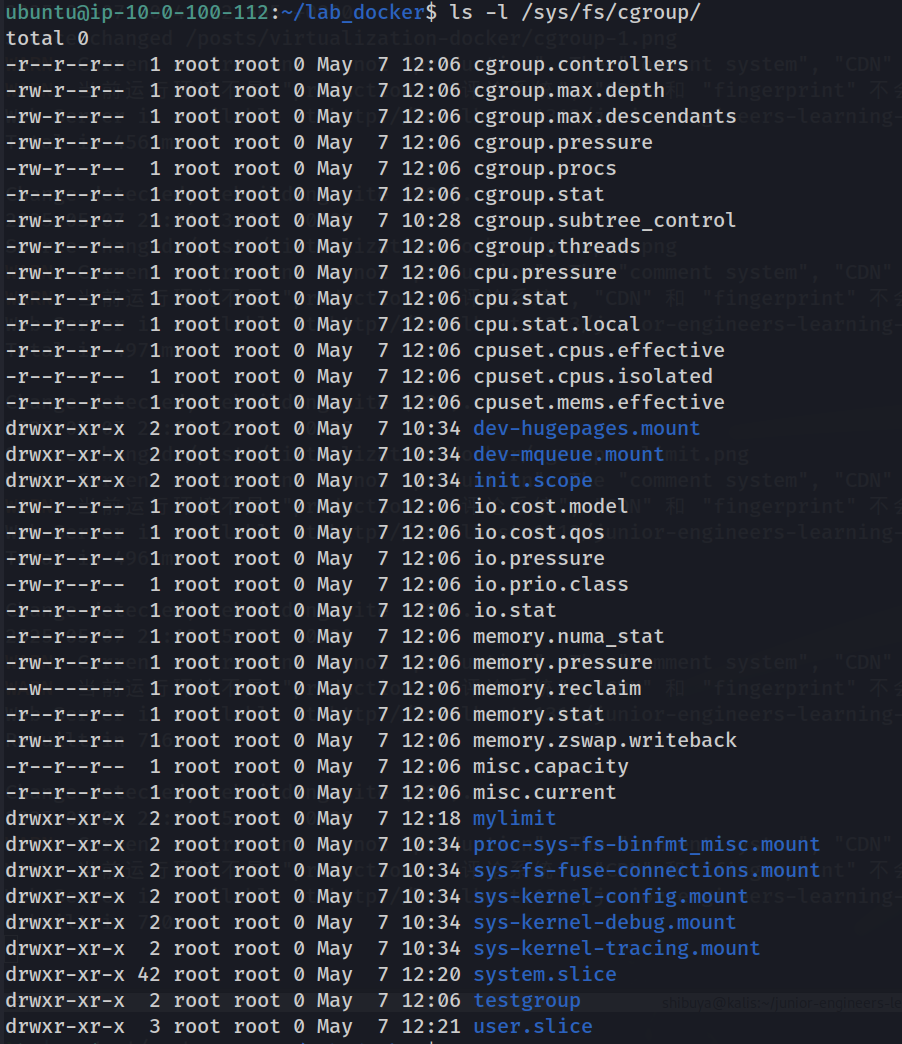 ubuntu@ip-10-0-100-112:~/lab_docker$ ls -l /sys/fs/cgroup/
total 0
-r--r--r--  1 root root 0 May  7 12:06 cgroup.controllers
-rw-r--r--  1 root root 0 May  7 12:06 cgroup.max.depth
-rw-r--r--  1 root root 0 May  7 12:06 cgroup.max.descendants
-rw-r--r--  1 root root 0 May  7 12:06 cgroup.pressure
-rw-r--r--  1 root root 0 May  7 12:06 cgroup.procs
-r--r--r--  1 root root 0 May  7 12:06 cgroup.stat
-rw-r--r--  1 root root 0 May  7 10:28 cgroup.subtree_control
-rw-r--r--  1 root root 0 May  7 12:06 cgroup.threads
-rw-r--r--  1 root root 0 May  7 12:06 cpu.pressure
-r--r--r--  1 root root 0 May  7 12:06 cpu.stat
-r--r--r--  1 root root 0 May  7 12:06 cpu.stat.local
-r--r--r--  1 root root 0 May  7 12:06 cpuset.cpus.effective
-r--r--r--  1 root root 0 May  7 12:06 cpuset.cpus.isolated
-r--r--r--  1 root root 0 May  7 12:06 cpuset.mems.effective
drwxr-xr-x  2 root root 0 May  7 10:34 dev-hugepages.mount
drwxr-xr-x  2 root root 0 May  7 10:34 dev-mqueue.mount
drwxr-xr-x  2 root root 0 May  7 10:34 init.scope
-rw-r--r--  1 root root 0 May  7 12:06 io.cost.model
-rw-r--r--  1 root root 0 May  7 12:06 io.cost.qos
-rw-r--r--  1 root root 0 May  7 12:06 io.pressure
-rw-r--r--  1 root root 0 May  7 12:06 io.prio.class
-r--r--r--  1 root root 0 May  7 12:06 io.stat
-r--r--r--  1 root root 0 May  7 12:06 memory.numa_stat
-rw-r--r--  1 root root 0 May  7 12:06 memory.pressure
--w-------  1 root root 0 May  7 12:06 memory.reclaim
-r--r--r--  1 root root 0 May  7 12:06 memory.stat
-rw-r--r--  1 root root 0 May  7 12:06 memory.zswap.writeback
-r--r--r--  1 root root 0 May  7 12:06 misc.capacity
-r--r--r--  1 root root 0 May  7 12:06 misc.current
drwxr-xr-x  2 root root 0 May  7 12:18 mylimit
drwxr-xr-x  2 root root 0 May  7 10:34 proc-sys-fs-binfmt_misc.mount
drwxr-xr-x  2 root root 0 May  7 10:34 sys-fs-fuse-connections.mount
drwxr-xr-x  2 root root 0 May  7 10:34 sys-kernel-config.mount
drwxr-xr-x  2 root root 0 May  7 10:34 sys-kernel-debug.mount
drwxr-xr-x  2 root root 0 May  7 10:34 sys-kernel-tracing.mount
drwxr-xr-x 42 root root 0 May  7 12:20 system.slice
drwxr-xr-x  2 root root 0 May  7 12:06 testgroup
drwxr-xr-x  3 root root 0 May  7 12:21 user.slice